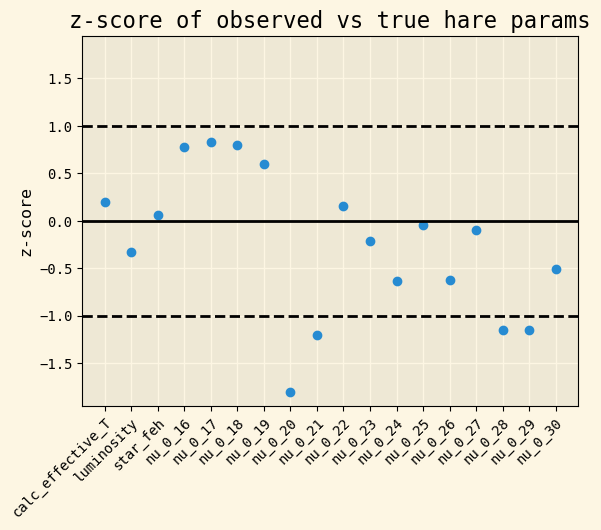 z-score of observed vs true hare params
z-score
1.5
1.0
0.5
0.0
−0.5
−1.0
−1.5
calc_effective_T
luminosity
star_feh
nu_0_16
nu_0_17
nu_0_18
nu_0_19
nu_0_20
nu_0_21
nu_0_22
nu_0_23
nu_0_24
nu_0_25
nu_0_26
nu_0_27
nu_0_28
nu_0_29
nu_0_30